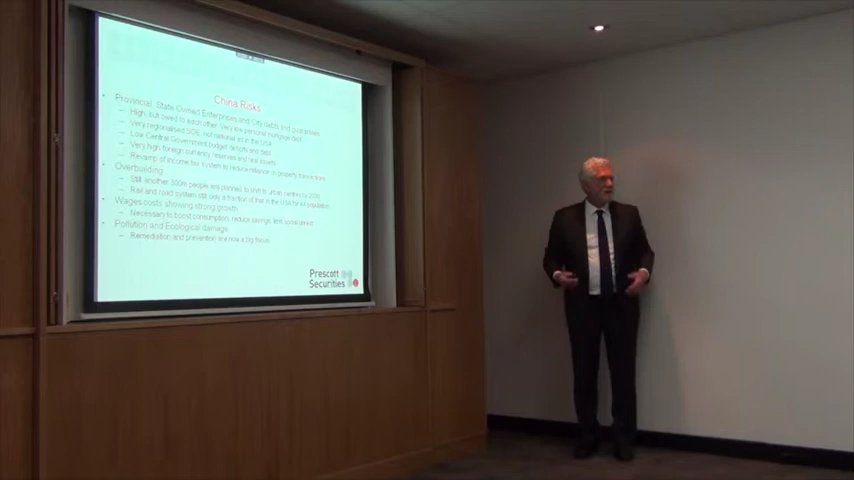 China Risks
• Provincial, State Owned Enterprises and City debts and guarantees
– High, but owed to each other. Very low personal mortgage debt
– Very regionalised SOE, not national as in the USA
– Low Central Government budget deficits and debt
– Very high foreign currency reserves and real assets
– Revamp of income tax system to reduce reliance on property transactions
• Overbuilding
– Still another 300m people are planned to shift to urban centres by 2030
– Rail and road system still only a fraction of that in the USA for 4x population
• Wages costs showing strong growth
– Necessary to boost consumption, reduce savings, limit social unrest
• Pollution and Ecological damage
– Remediation and prevention are now a big focus
Prescott
Securities